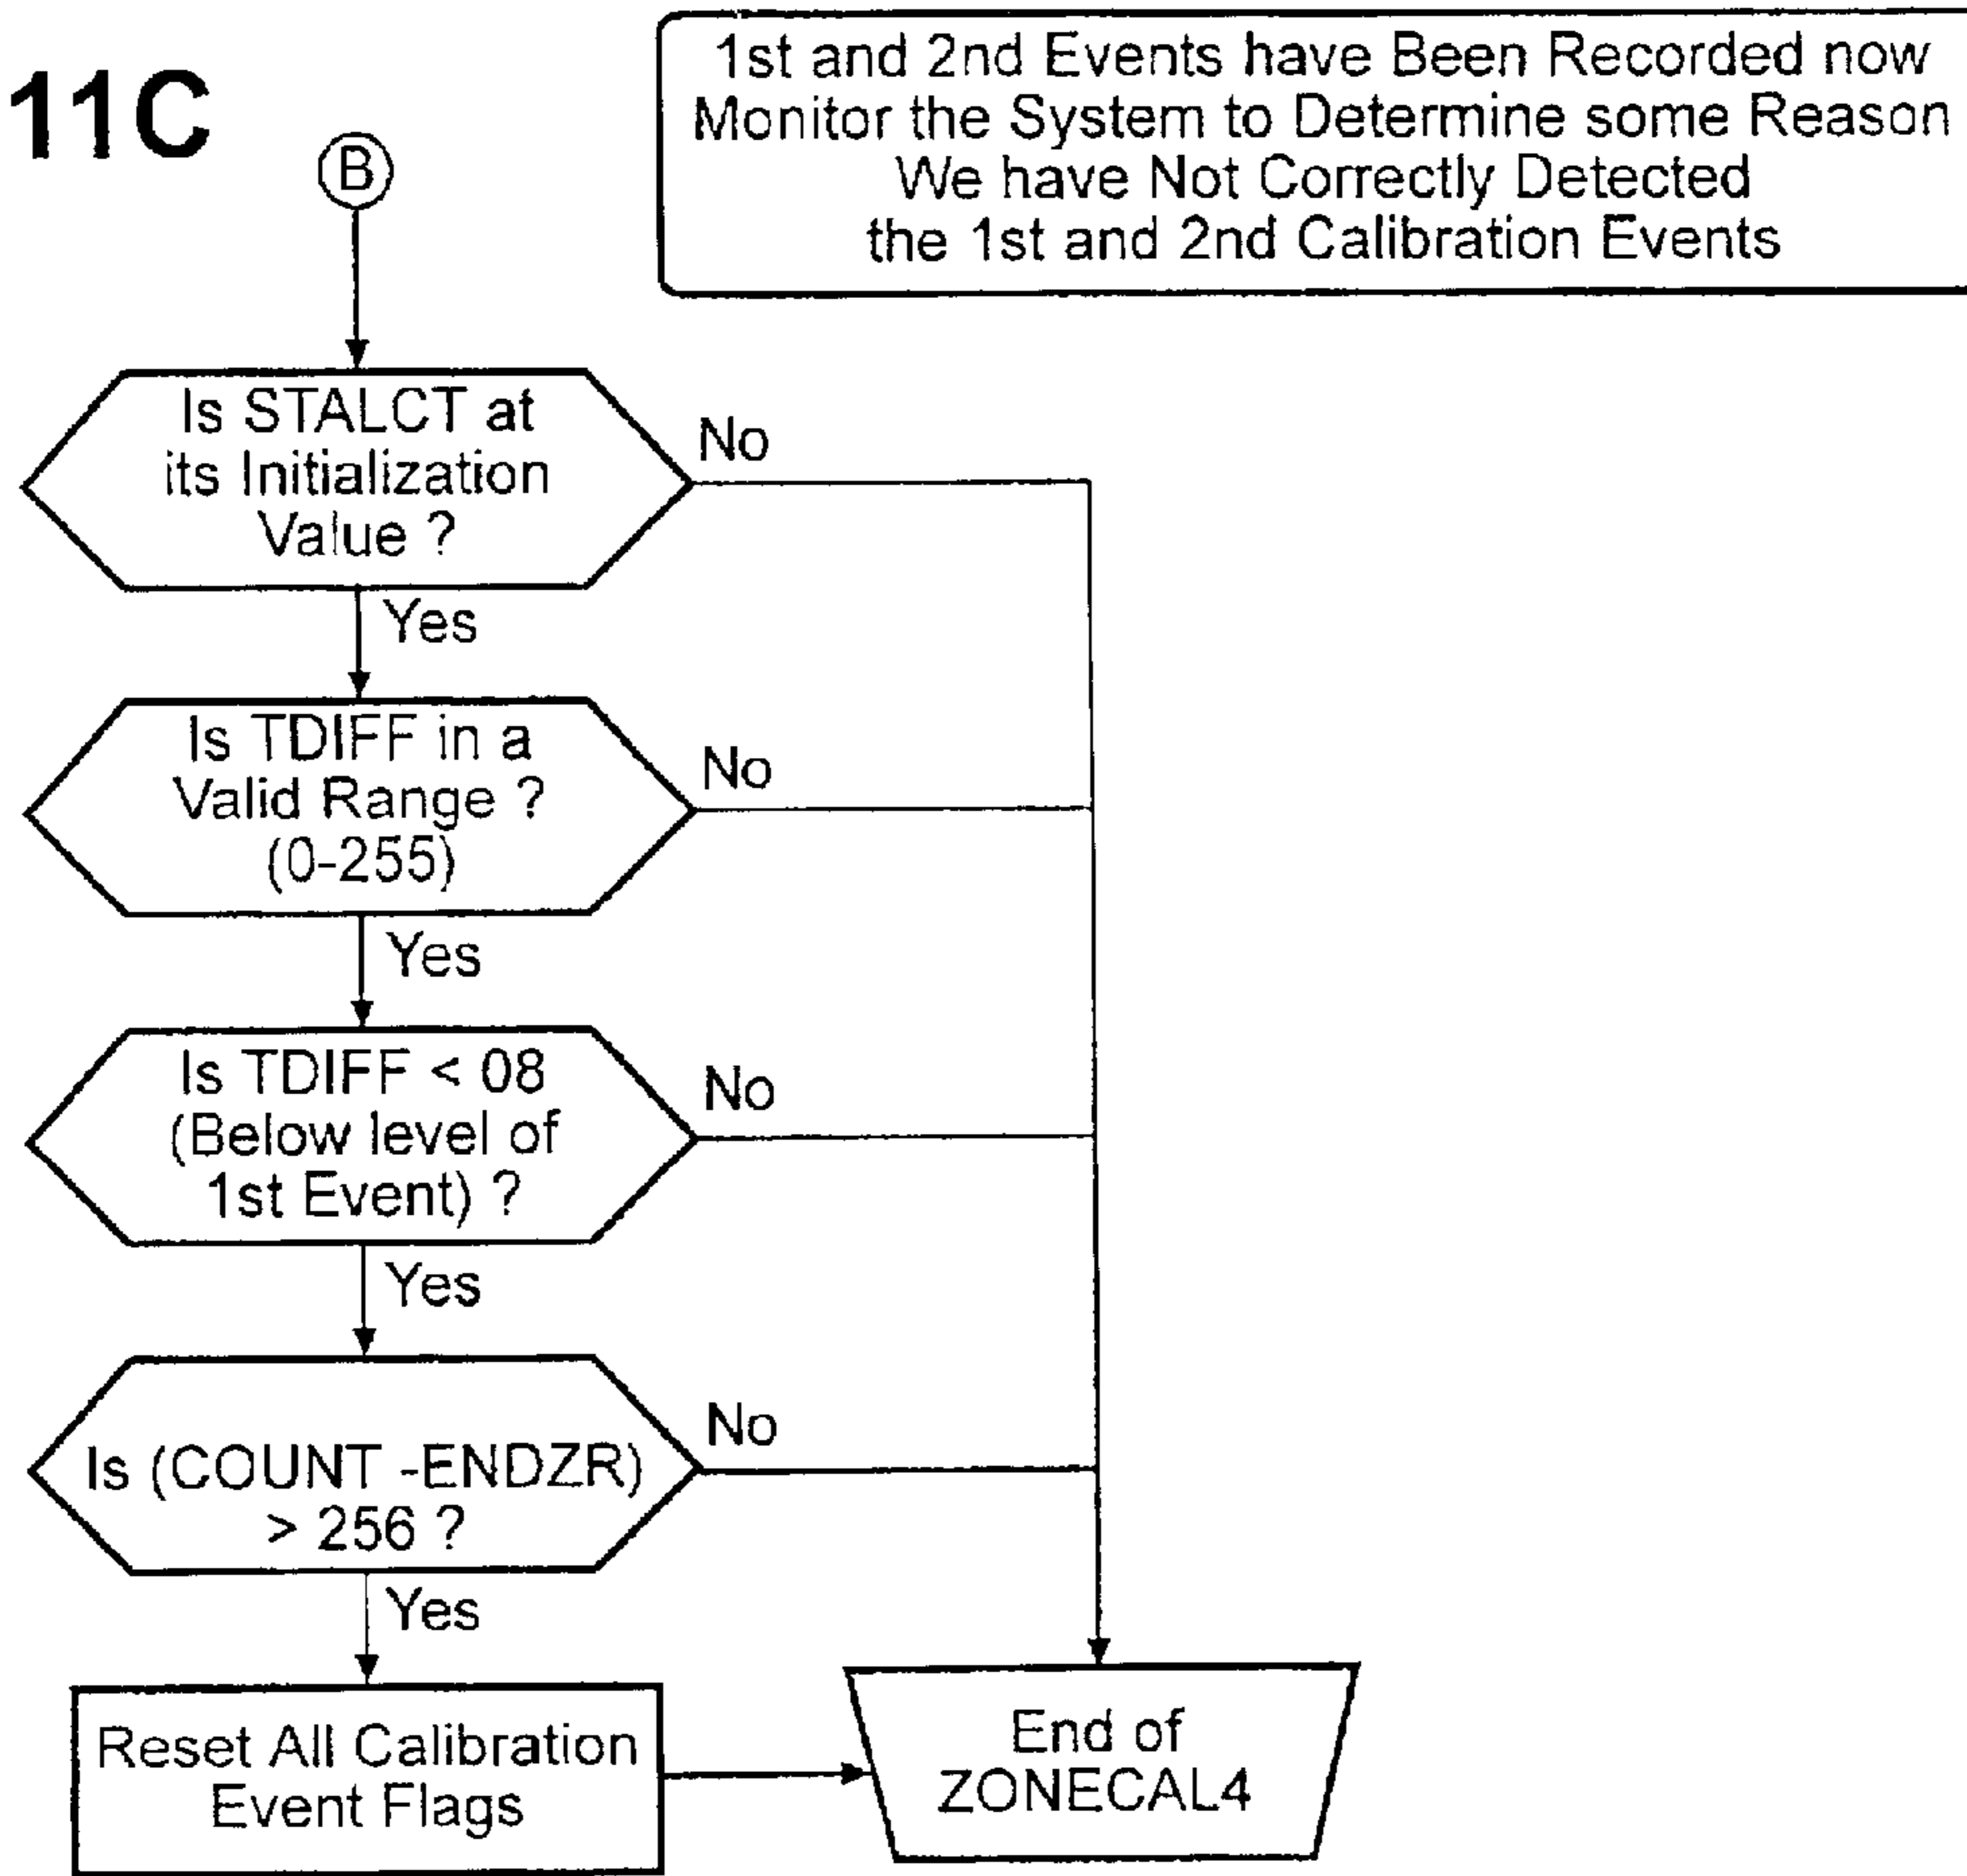 11C
1st and 2nd Events have Been Recorded now
Monitor the System to Determine some Reason
We have Not Correctly Detected
the 1st and 2nd Calibration Events
B
Is STALCT at
its Initialization
Value ?
No
Yes
Is TDIFF in a
Valid Range ?
(0-255)
No
Yes
Is TDIFF < 08
(Below level of
1st Event) ?
No
Yes
Is (COUNT -ENDZR)
> 256 ?
No
Yes
Reset All Calibration
Event Flags
End of
ZONECAL4